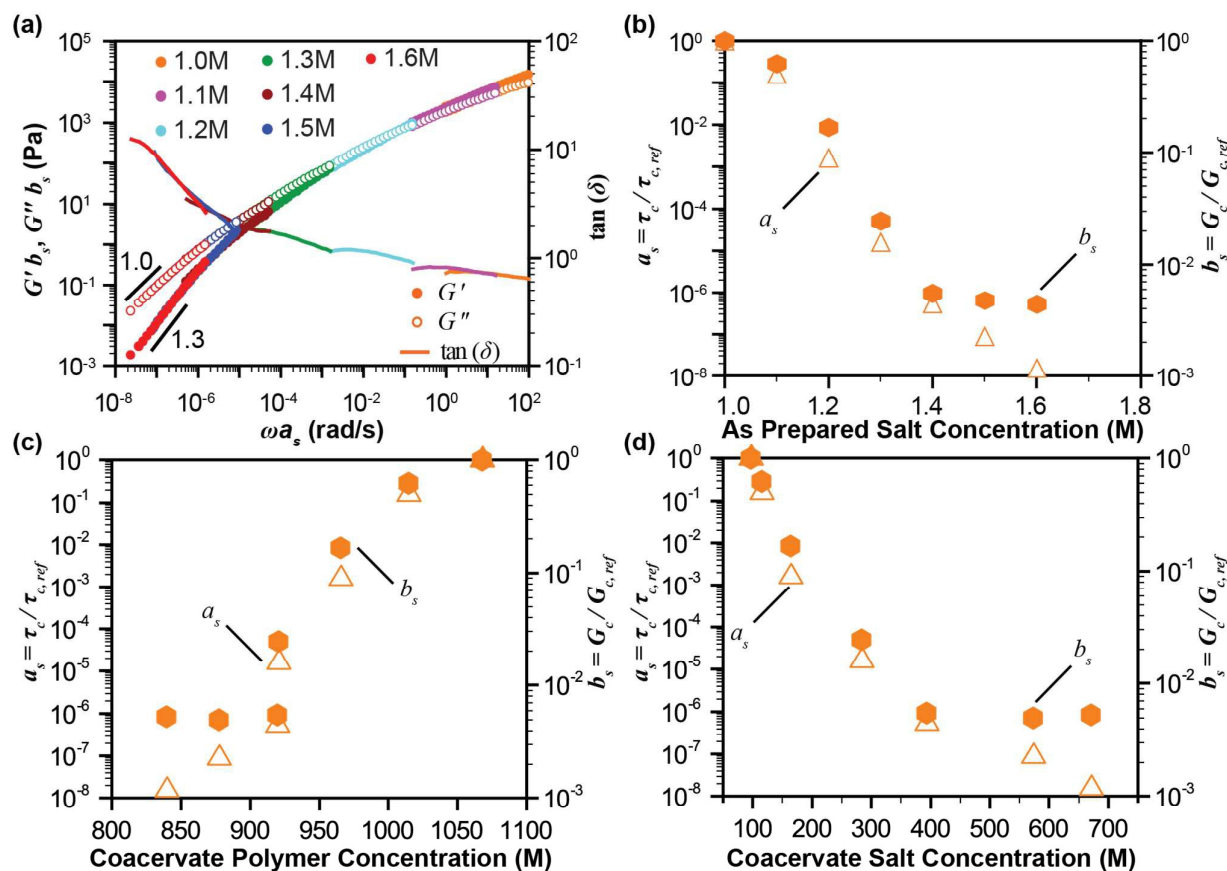 (a)
10^5
10^3
10^1
10^-1
10^-3
G' b_s, G'' b_s (Pa)
1.0M
1.1M
1.2M
1.3M
1.4M
1.5M
1.6M
1.0
1.3
G'
G''
tan (δ)
10^2
10^1
10^0
10^-1
tan(δ)
10^-8 10^-6 10^-4 10^-2 10^0 10^2
ωa_s (rad/s)
(b)
10^0
10^-2
10^-4
10^-6
10^-8
a_s = τ_c / τ_c,ref
a_s
b_s
10^0
10^-1
10^-2
10^-3
b_s = G_c / G_c,ref
1.0 1.2 1.4 1.6 1.8
As Prepared Salt Concentration (M)
(c)
10^0
10^-1
10^-2
10^-3
10^-4
10^-5
10^-6
10^-7
10^-8
a_s = τ_c / τ_c,ref
a_s
b_s
10^0
10^-1
10^-2
10^-3
b_s = G_c / G_c,ref
800 850 900 950 1000 1050 1100
Coacervate Polymer Concentration (M)
(d)
10^0
10^-1
10^-2
10^-3
10^-4
10^-5
10^-6
10^-7
10^-8
a_s = τ_c / τ_c,ref
a_s
b_s
10^0
10^-1
10^-2
10^-3
b_s = G_c / G_c,ref
100 200 300 400 500 600 700
Coacervate Salt Concentration (M)